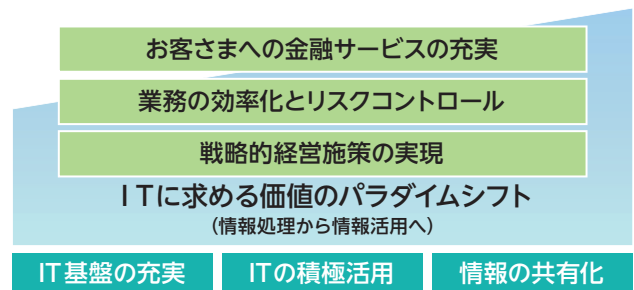 お客さまへの金融サービスの充実
業務の効率化とリスクコントロール
戦略的経営施策の実現
ITに求める価値のパラダイムシフト
(情報処理から情報活用へ)
IT基盤の充実
ITの積極活用
情報の共有化